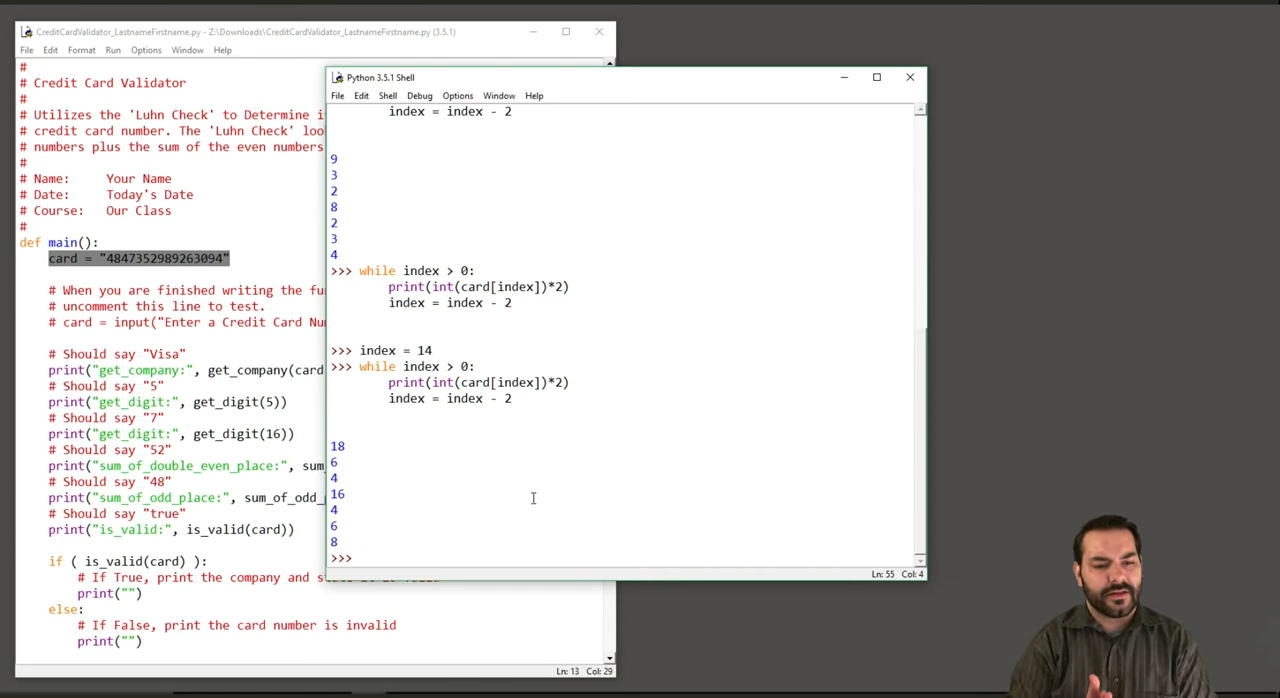 CreditCardValidator_LastnameFirstname.py - Z:\Downloads\CreditCardValidator_LastnameFirstname.py (3.5.1)
File Edit Format Run Options Window Help
#
# Credit Card Validator
#
# Utilizes the 'Luhn Check' to Determine i
# credit card number. The 'Luhn Check' loo
# numbers plus the sum of the even numbers
#
# Name: Your Name
# Date: Today's Date
# Course: Our Class
#
def main():
card = "4847352989263094"
# When you are finished writing the fu
# uncomment this line to test.
# card = input("Enter a Credit Card Nu
# Should say "Visa"
print("get_company:", get_company(card
# Should say "5"
print("get_digit:", get_digit(5))
# Should say "7"
print("get_digit:", get_digit(16))
# Should say "52"
print("sum_of_double_even_place:", sum_
# Should say "48"
print("sum_of_odd_place:", sum_of_odd_
# Should say "true"
print("is_valid:", is_valid(card))
if ( is_valid(card) ):
# If True, print the company and st
print("")
else:
# If False, print the card number is invalid
print("")
Ln: 13 Col: 29
Python 3.5.1 Shell
File Edit Shell Debug Options Window Help
index = index - 2
9
3
2
8
2
3
4
>>> while index > 0:
print(int(card[index])*2)
index = index - 2
>>> index = 14
>>> while index > 0:
print(int(card[index])*2)
index = index - 2
18
6
4
16
4
6
8
>>>
Ln: 55 Col: 4